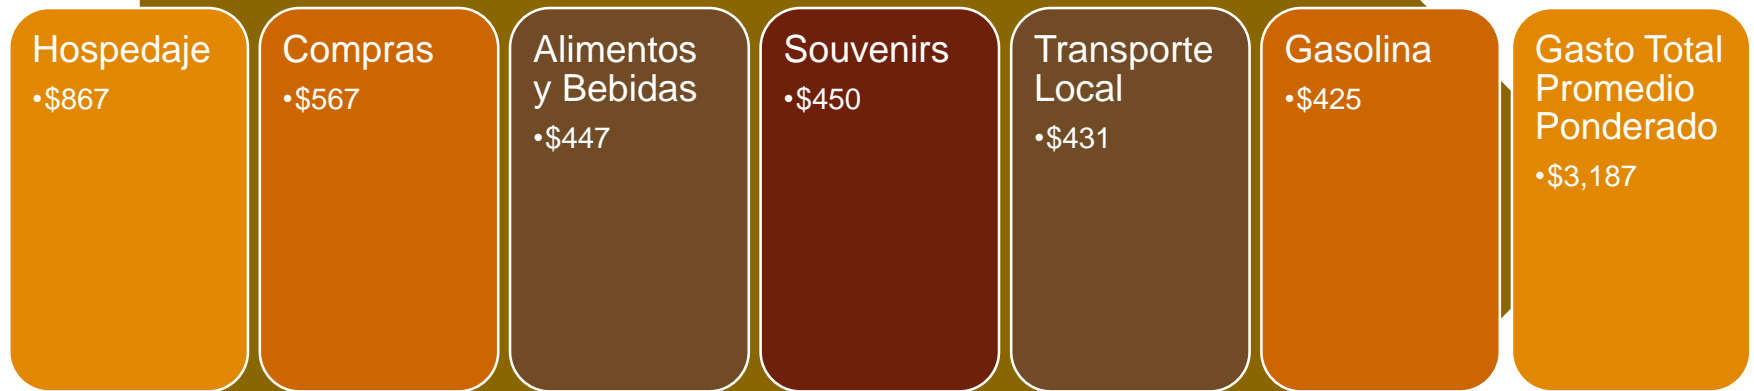 Hospedaje
•$867
Compras
•$567
Alimentos
y Bebidas
•$447
Souvenirs
•$450
Transporte
Local
•$431
Gasolina
•$425
Gasto Total
Promedio
Ponderado
•$3,187